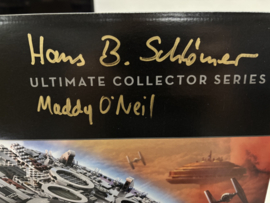 Hans B. Schlömer
ULTIMATE COLLECTOR SERIES
Maddy O'Neil